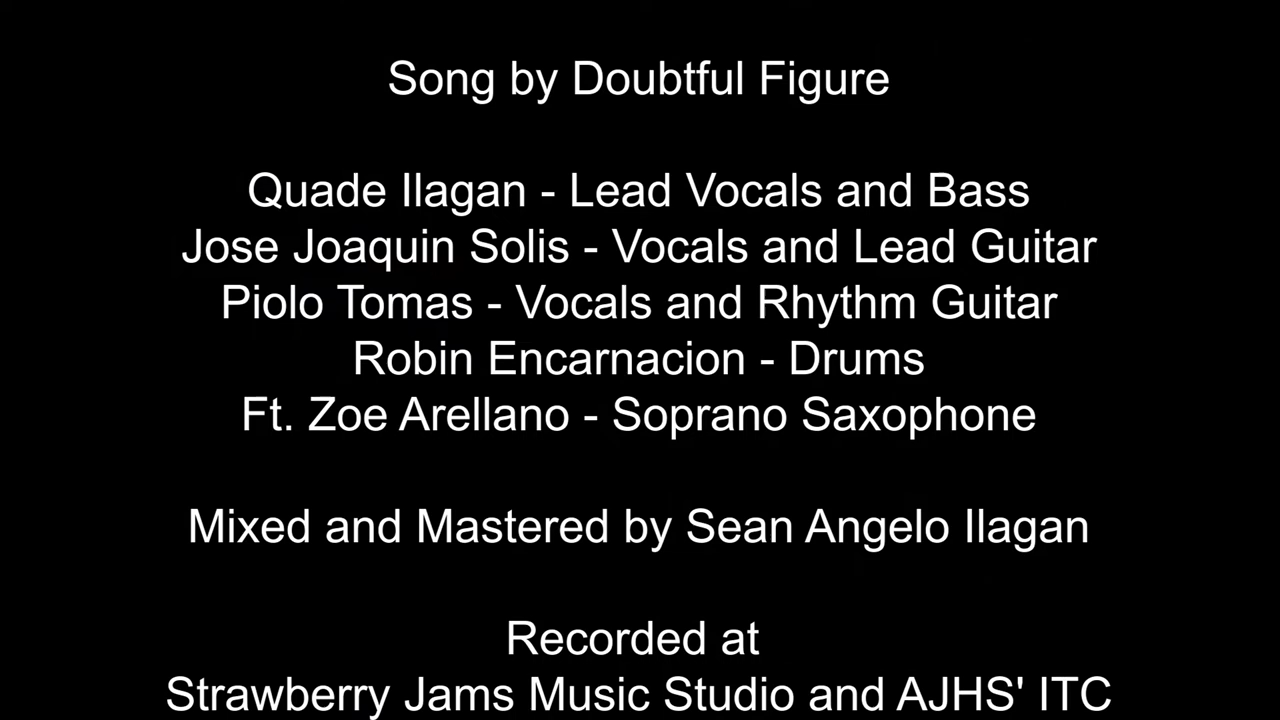 Song by Doubtful Figure
Quade Ilagan - Lead Vocals and Bass
Jose Joaquin Solis - Vocals and Lead Guitar
Piolo Tomas - Vocals and Rhythm Guitar
Robin Encarnacion - Drums
Ft. Zoe Arellano - Soprano Saxophone
Mixed and Mastered by Sean Angelo Ilagan
Recorded at
Strawberry Jams Music Studio and AJHS' ITC